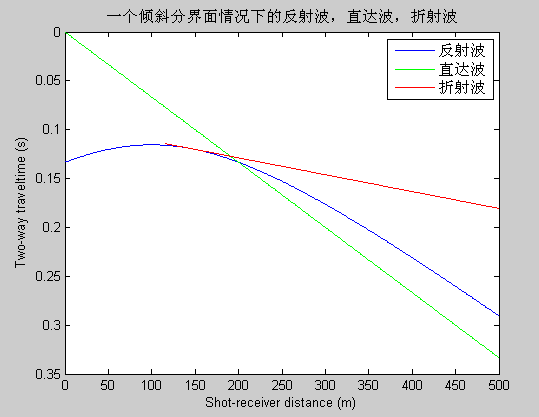 一个倾斜分界面情况下的反射波，直达波，折射波
反射波
直达波
折射波
0
0.05
0.1
0.15
0.2
0.25
0.3
0.35
Two-way traveltime (s)
0 50 100 150 200 250 300 350 400 450 500
Shot-receiver distance (m)